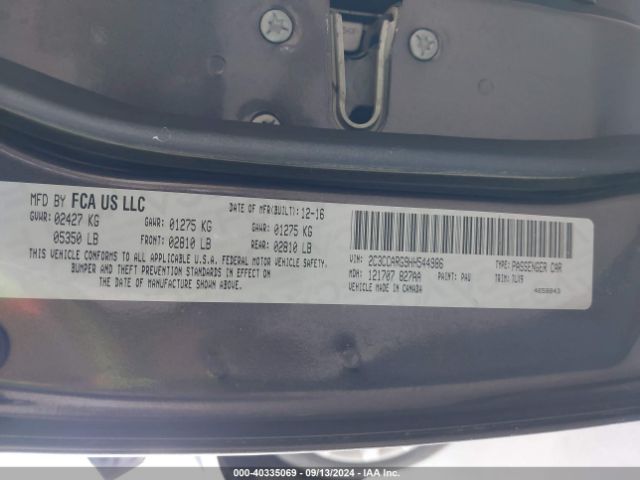 MFD BY FCA US LLC
DATE OF MFR(BUILT): 12-16
GVWR: 02427 KG
GAWR: 01275 KG
GAWR: 01275 KG
05350 LB
FRONT: 02810 LB
REAR: 02810 LB
THIS VEHICLE CONFORMS TO ALL APPLICABLE U.S.A. FEDERAL MOTOR VEHICLE SAFETY,
BUMPER AND THEFT PREVENTION STANDARDS IN EFFECT ON
THE DATE OF MANUFACTURE SHOWN ABOVE.
VIN: 2C3CCARG9HH544986
TYPE: PASSENGER CAR
MDH: 121707 827AA
PAINT: PAU
TRIM: 7LV9
VEHICLE MADE IN CANADA
IAA
© - 40335069 - 09/13/2024 - IAAI.COM